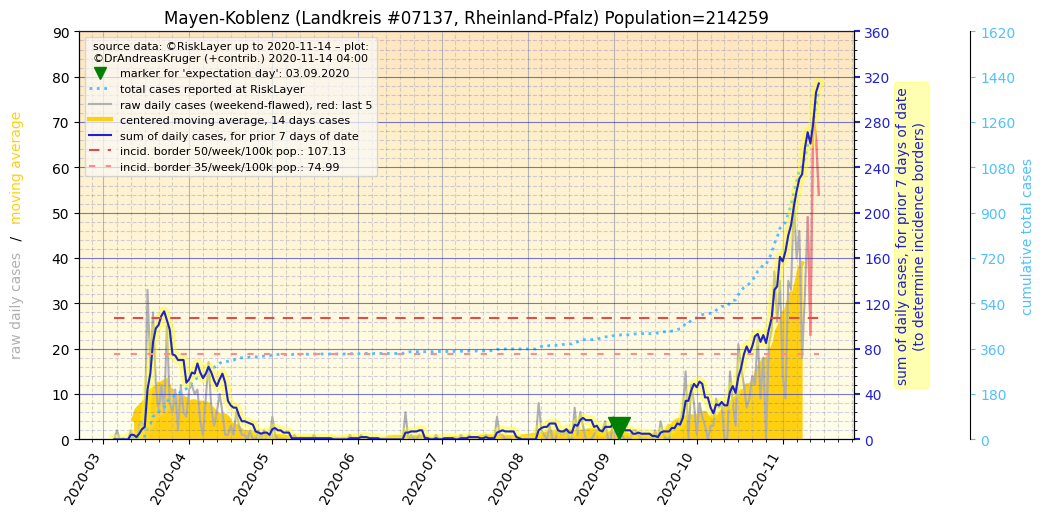 Mayen-Koblenz (Landkreis #07137, Rheinland-Pfalz) Population=214259
source data: ©RiskLayer up to 2020-11-14 – plot:
©DrAndreasKruger (+contrib.) 2020-11-14 04:00
marker for 'expectation day': 03.09.2020
total cases reported at RiskLayer
raw daily cases (weekend-flawed), red: last 5
centered moving average, 14 days cases
sum of daily cases, for prior 7 days of date
incid. border 50/week/100k pop.: 107.13
incid. border 35/week/100k pop.: 74.99
raw daily cases / moving average
90
80
70
60
50
40
30
20
10
0
360
320
280
240
200
160
120
80
40
0
sum of daily cases, for prior 7 days of date
(to determine incidence borders)
1620
1440
1260
1080
900
720
540
360
180
0
cumulative total cases
2020-03
2020-04
2020-05
2020-06
2020-07
2020-08
2020-09
2020-10
2020-11